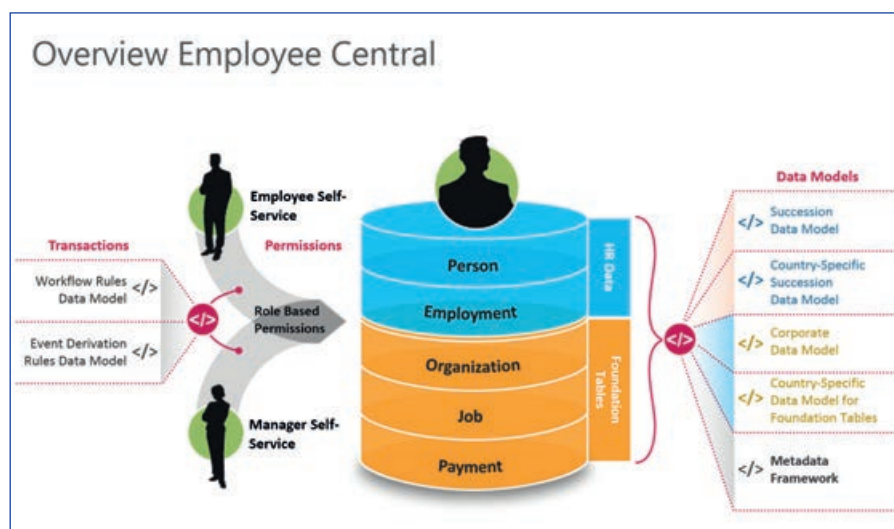 Overview Employee Central
Employee Self-
Service
Transactions
Permissions
Workflow Rules
Data Model
</>
</>
Event Derivation
Rules Data Model
</>
Role Based
Permissions
Manager Self-
Service
Person
Employment
Organization
Job
Payment
HR Data
Foundation
Tables
</>
Data Models
</>
Succession
Data Model
</>
Country-Specific
Succession
Data Model
</>
Corporate
Data Model
</>
Country-Specific
Data Model for
Foundation Tables
</>
Metadata
Framework